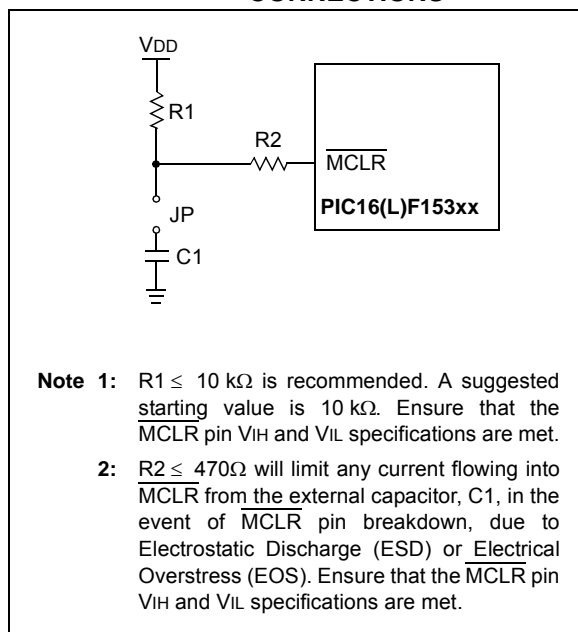 VDD
R1
R2
MCLR
PIC16(L)F153xx
JP
C1
Note 1: R1 ≤ 10 kΩ is recommended. A suggested
starting value is 10 kΩ. Ensure that the
MCLR pin VIH and VIL specifications are met.
2: R2 ≤ 470Ω will limit any current flowing into
MCLR from the external capacitor, C1, in the
event of MCLR pin breakdown, due to
Electrostatic Discharge (ESD) or Electrical
Overstress (EOS). Ensure that the MCLR pin
VIH and VIL specifications are met.